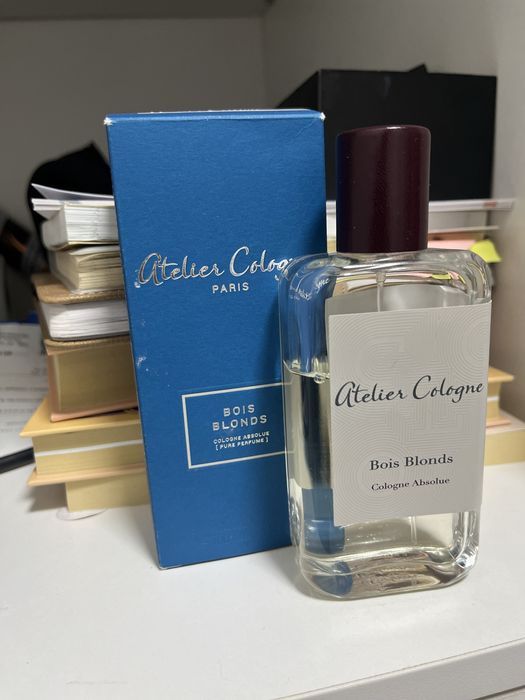 Atelier Cologne
PARIS
BOIS
BLONDS
COLOGNE ABSOLUE
[ PURE PERFUME ]
Atelier Cologne
Bois Blonds
Cologne Absolue